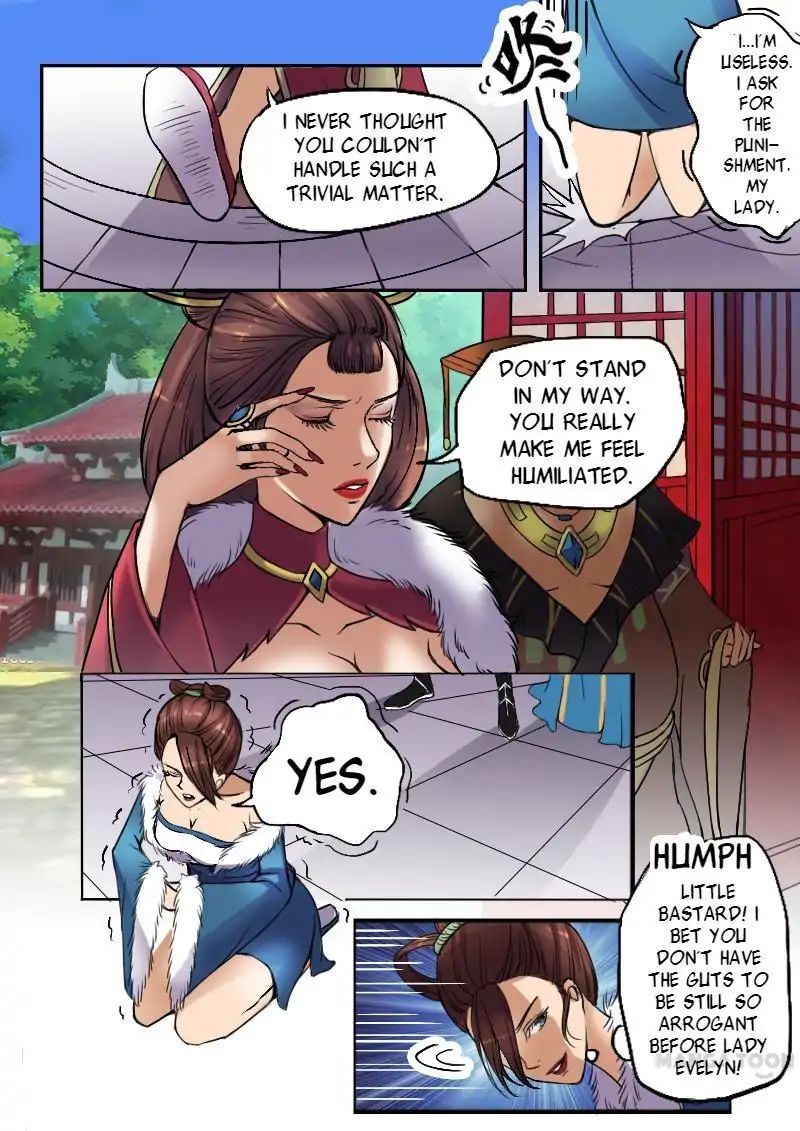 I NEVER THOUGHT
YOU COULDN'T
HANDLE SUCH A
TRIVIAL MATTER.
I...I'M
USELESS.
I ASK
FOR
THE
PUNI-
SHMENT.
MY
LADY.
DON'T STAND
IN MY WAY.
YOU REALLY
MAKE ME FEEL
HUMILIATED.
YES.
HUMPH
LITTLE
BASTARD! I
BET YOU
DON'T HAVE
THE GUTS TO
BE STILL SO
ARROGANT
BEFORE LADY
EVELYN!
MANGA TOON